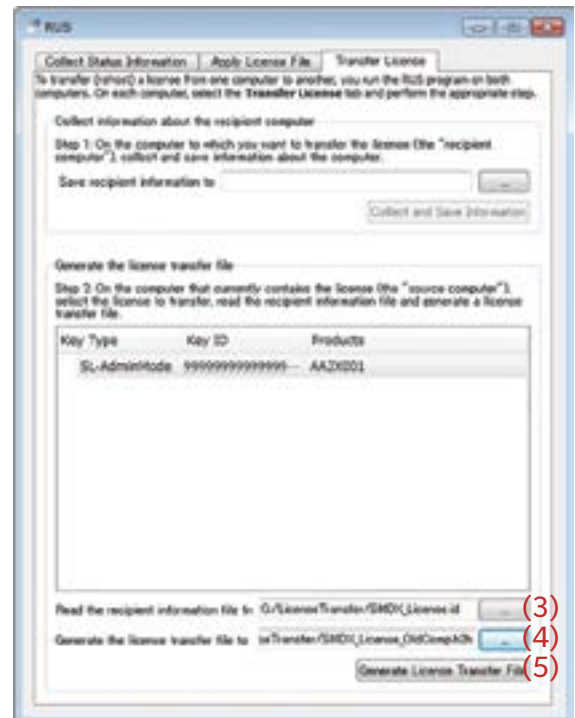 RUS
Collect Status Information Apply License File Transfer License
To transfer (rehost) a license from one computer to another, you run the RUS program on both
computers. On each computer, select the Transfer License tab and perform the appropriate step.
Collect information about the recipient computer
Step 1: On the computer to which you want to transfer the license (the "recipient
computer"), collect and save information about the computer.
Save recipient information to ...
Collect and Save Information
Generate the license transfer file
Step 2: On the computer that currently contains the license (the "source computer"),
select the license to transfer, read the recipient information file and generate a license
transfer file.
Key Type Key ID Products
SL-AdminMode 99999999999999··· AA2X001
Read the recipient information file G:/LicenseTransfer/SMDX_License.id ... (3)
Generate the license transfer file to ... (4)
Generate License Transfer File (5)